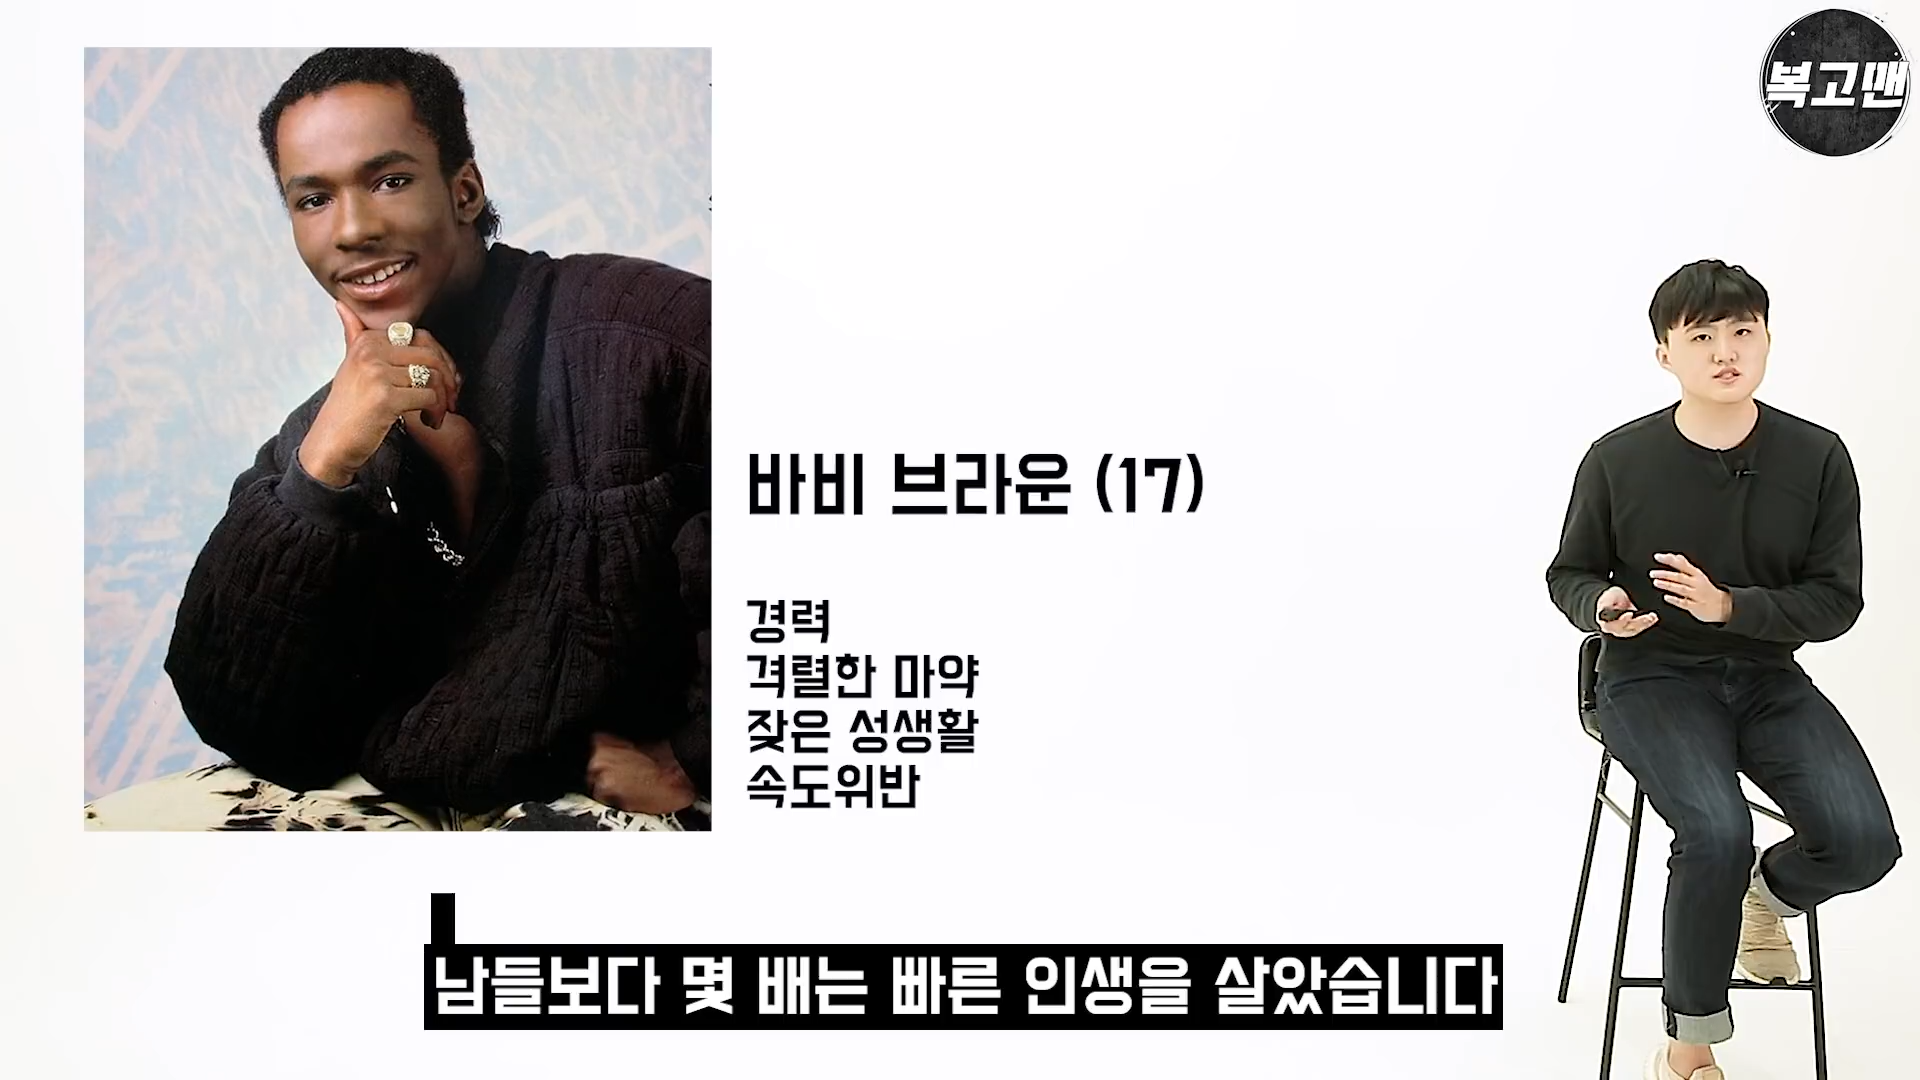 복고맨
바비 브라운 (17)
경력
격렬한 마약
잦은 성생활
속도위반
남들보다 몇 배는 빠른 인생을 살았습니다